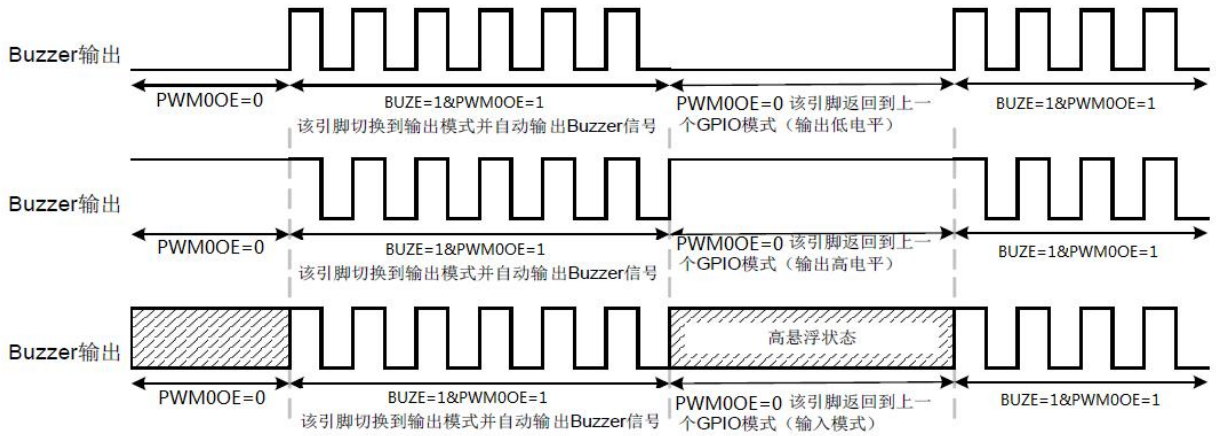 Buzzer输出
PWM0OE=0
BUZE=1&PWM0OE=1
该引脚切换到输出模式并自动输出Buzzer信号
PWM0OE=0 该引脚返回到上一
个GPIO模式（输出低电平）
BUZE=1&PWM0OE=1
Buzzer输出
PWM0OE=0
BUZE=1&PWM0OE=1
该引脚切换到输出模式并自动输出Buzzer信号
PWM0OE=0 该引脚返回到上一
个GPIO模式（输出高电平）
BUZE=1&PWM0OE=1
Buzzer输出
高悬浮状态
PWM0OE=0
BUZE=1&PWM0OE=1
该引脚切换到输出模式并自动输出Buzzer信号
PWM0OE=0 该引脚返回到上一
个GPIO模式（输入模式）
BUZE=1&PWM0OE=1